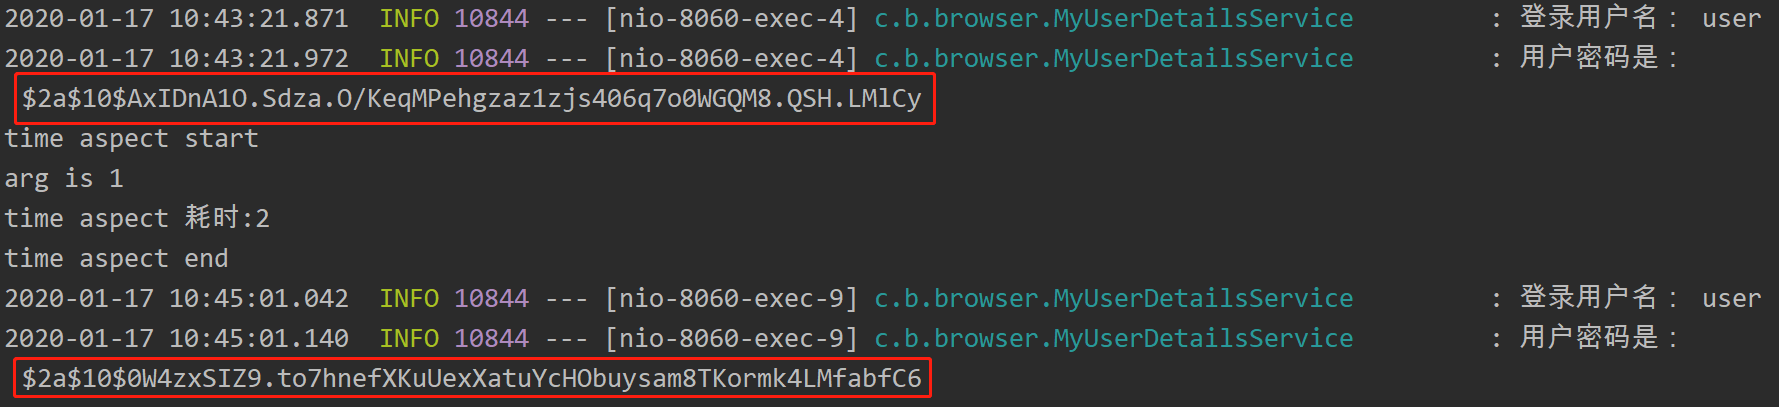 2020-01-17 10:43:21.871  INFO 10844 --- [nio-8060-exec-4] c.b.browser.MyUserDetailsService         : 登录用户名： user
2020-01-17 10:43:21.972  INFO 10844 --- [nio-8060-exec-4] c.b.browser.MyUserDetailsService         : 用户密码是：
$2a$10$AxIDnA1O.Sdza.O/KeqMPehgzaz1zjs406q7o0WGQM8.QSH.LMlCy
time aspect start
arg is 1
time aspect 耗时:2
time aspect end
2020-01-17 10:45:01.042  INFO 10844 --- [nio-8060-exec-9] c.b.browser.MyUserDetailsService         : 登录用户名： user
2020-01-17 10:45:01.140  INFO 10844 --- [nio-8060-exec-9] c.b.browser.MyUserDetailsService         : 用户密码是：
$2a$10$0W4zxSIZ9.to7hnefXKuUexXatuYcHObuysam8TKormk4LMfabfC6